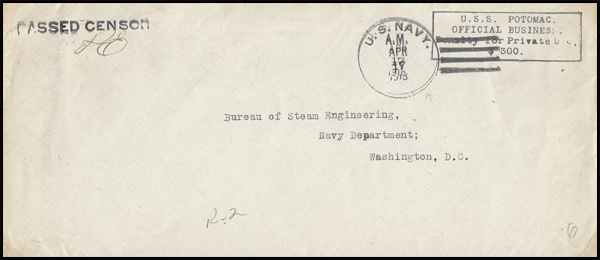 PASSED CENSOR
U.S.S. POTOMAC.
OFFICIAL BUSINESS.
Penalty for Private Use,
$300.
U.S. NAVY.
A.M.
APR
17
1918
Bureau of Steam Engineering,
Navy Department;
Washington, D.C.
R-2